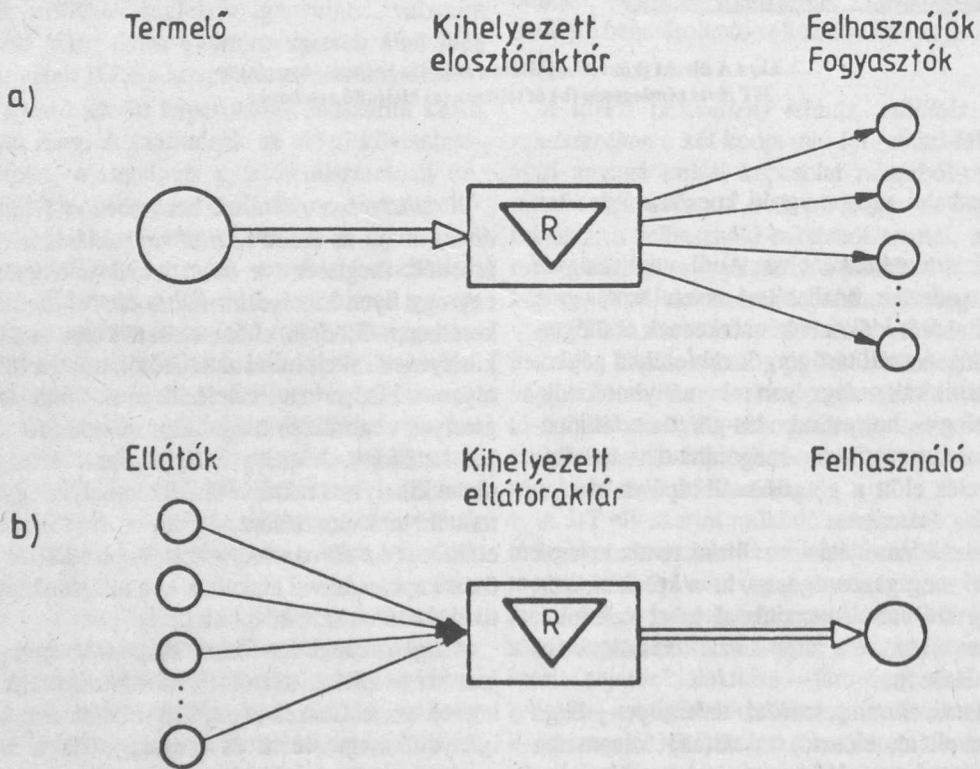 Termelő
Kihelyezett
elosztóraktár
Felhasználók
Fogyasztók
a)
R
Ellátók
Kihelyezett
ellátóraktár
Felhasználó
b)
R